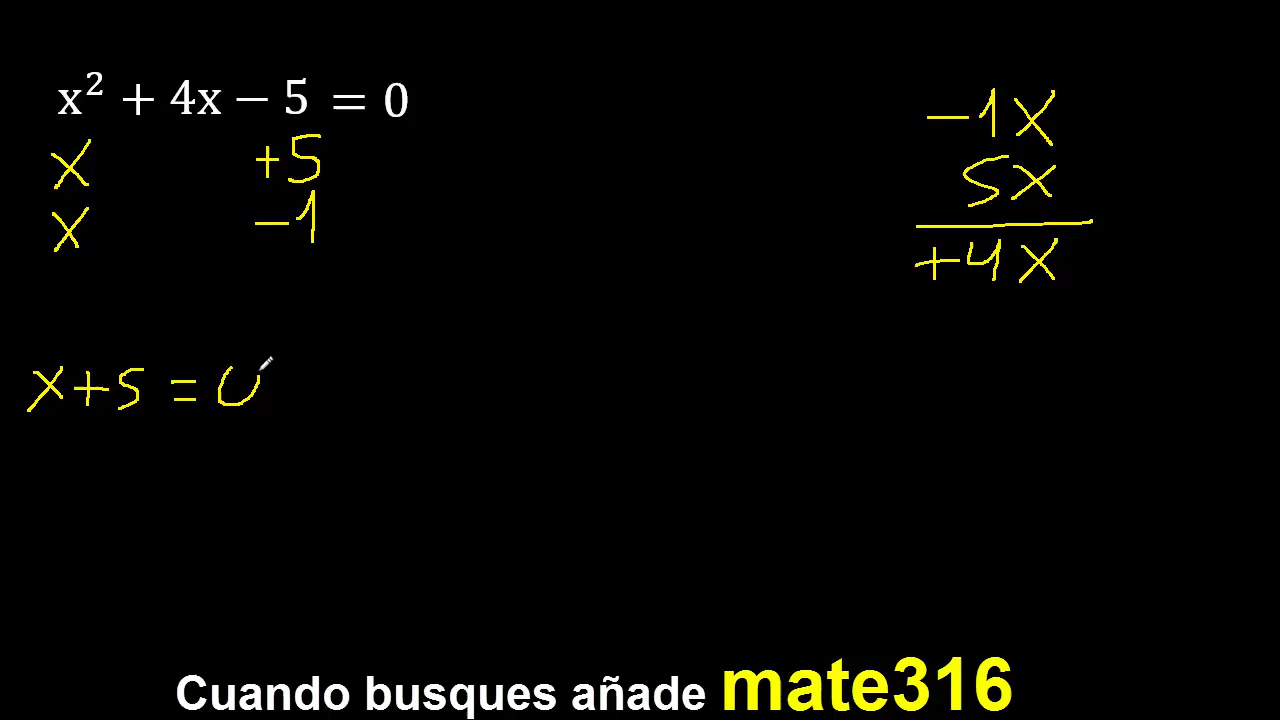 x² + 4x − 5 = 0
x +5
x −1
−1x
5x
+4x
x+5 = 0
Cuando busques añade mate316